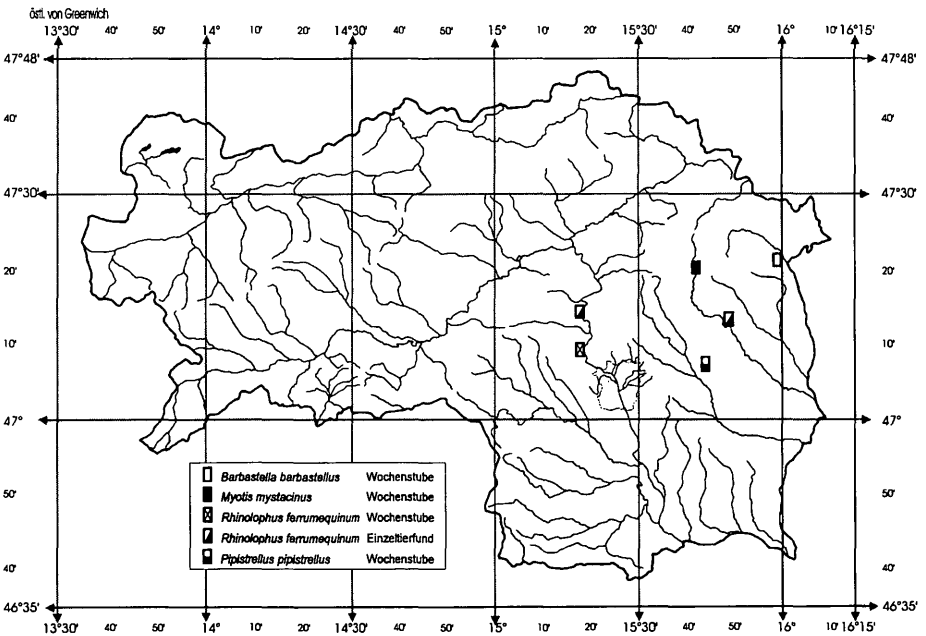 östl. von Greenwich
13°30' 40' 50' 14° 10' 20' 14°30' 40' 50' 15° 10' 20' 15°30' 40' 50' 16° 10' 16°15'
47°48' 47°48'
40' 40'
47°30' 47°30'
20' 20'
10' 10'
47° 47°
Barbastella barbastellus Wochenstube
Myotis mystacinus Wochenstube
50' 50'
Rhinolophus ferrumequinum Wochenstube
Rhinolophus ferrumequinum Einzeltierfund
Pipistrellus pipistrellus Wochenstube
40' 40'
46°35' 46°35'
13°30' 40' 50' 14° 10' 20' 14°30' 40' 50' 15° 10' 20' 15°30' 40' 50' 16° 10' 16°15'